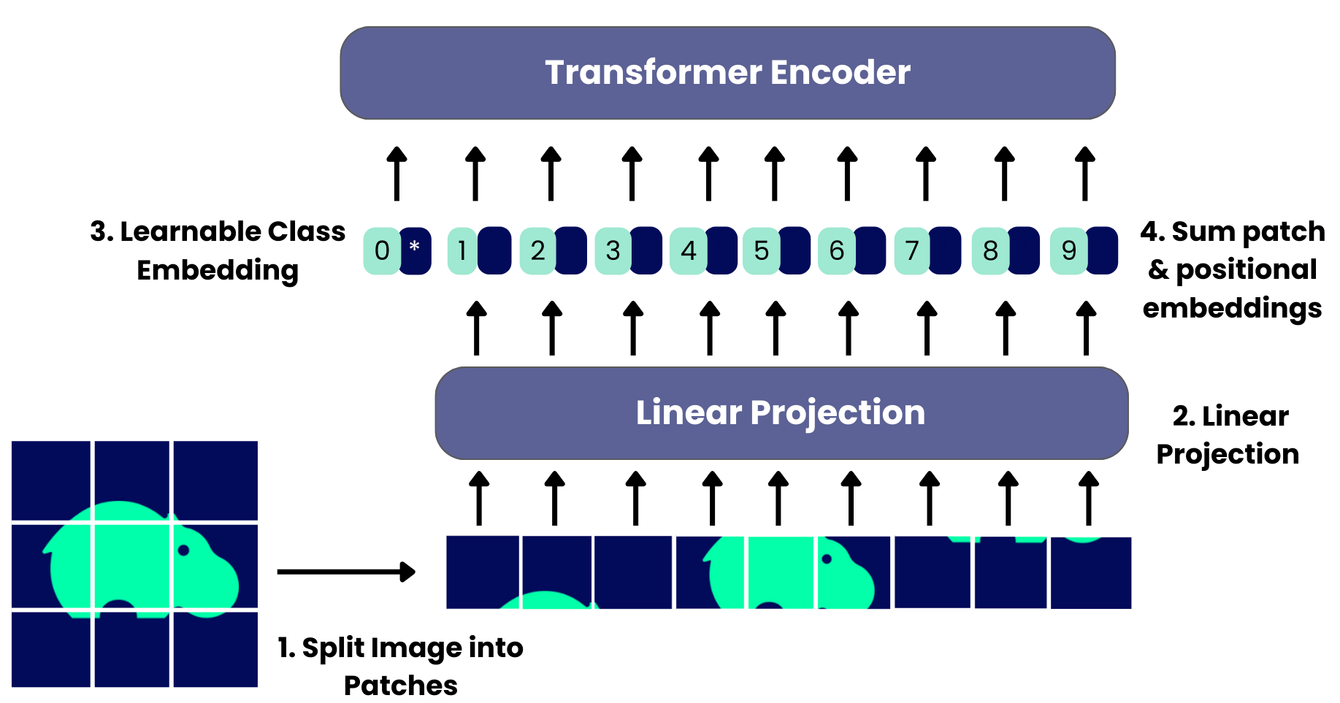 Transformer Encoder
3. Learnable Class
Embedding
0 * 1 2 3 4 5 6 7 8 9
4. Sum patch
& positional
embeddings
Linear Projection
2. Linear
Projection
1. Split Image into
Patches